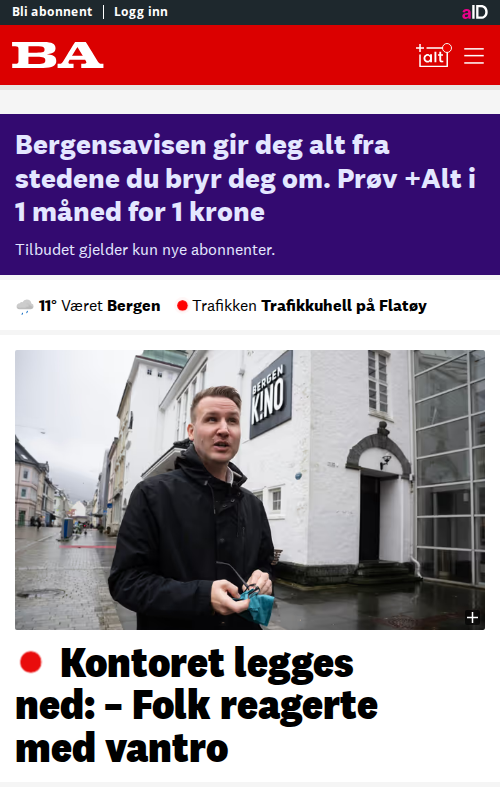 Bli abonnent | Logg inn
aID
BA
+alt
Bergensavisen gir deg alt fra
stedene du bryr deg om. Prøv +Alt i
1 måned for 1 krone
Tilbudet gjelder kun nye abonnenter.
11° Været Bergen
Trafikken Trafikkuhell på Flatøy
BERGEN
KINO
Kontoret legges
ned: – Folk reagerte
med vantro